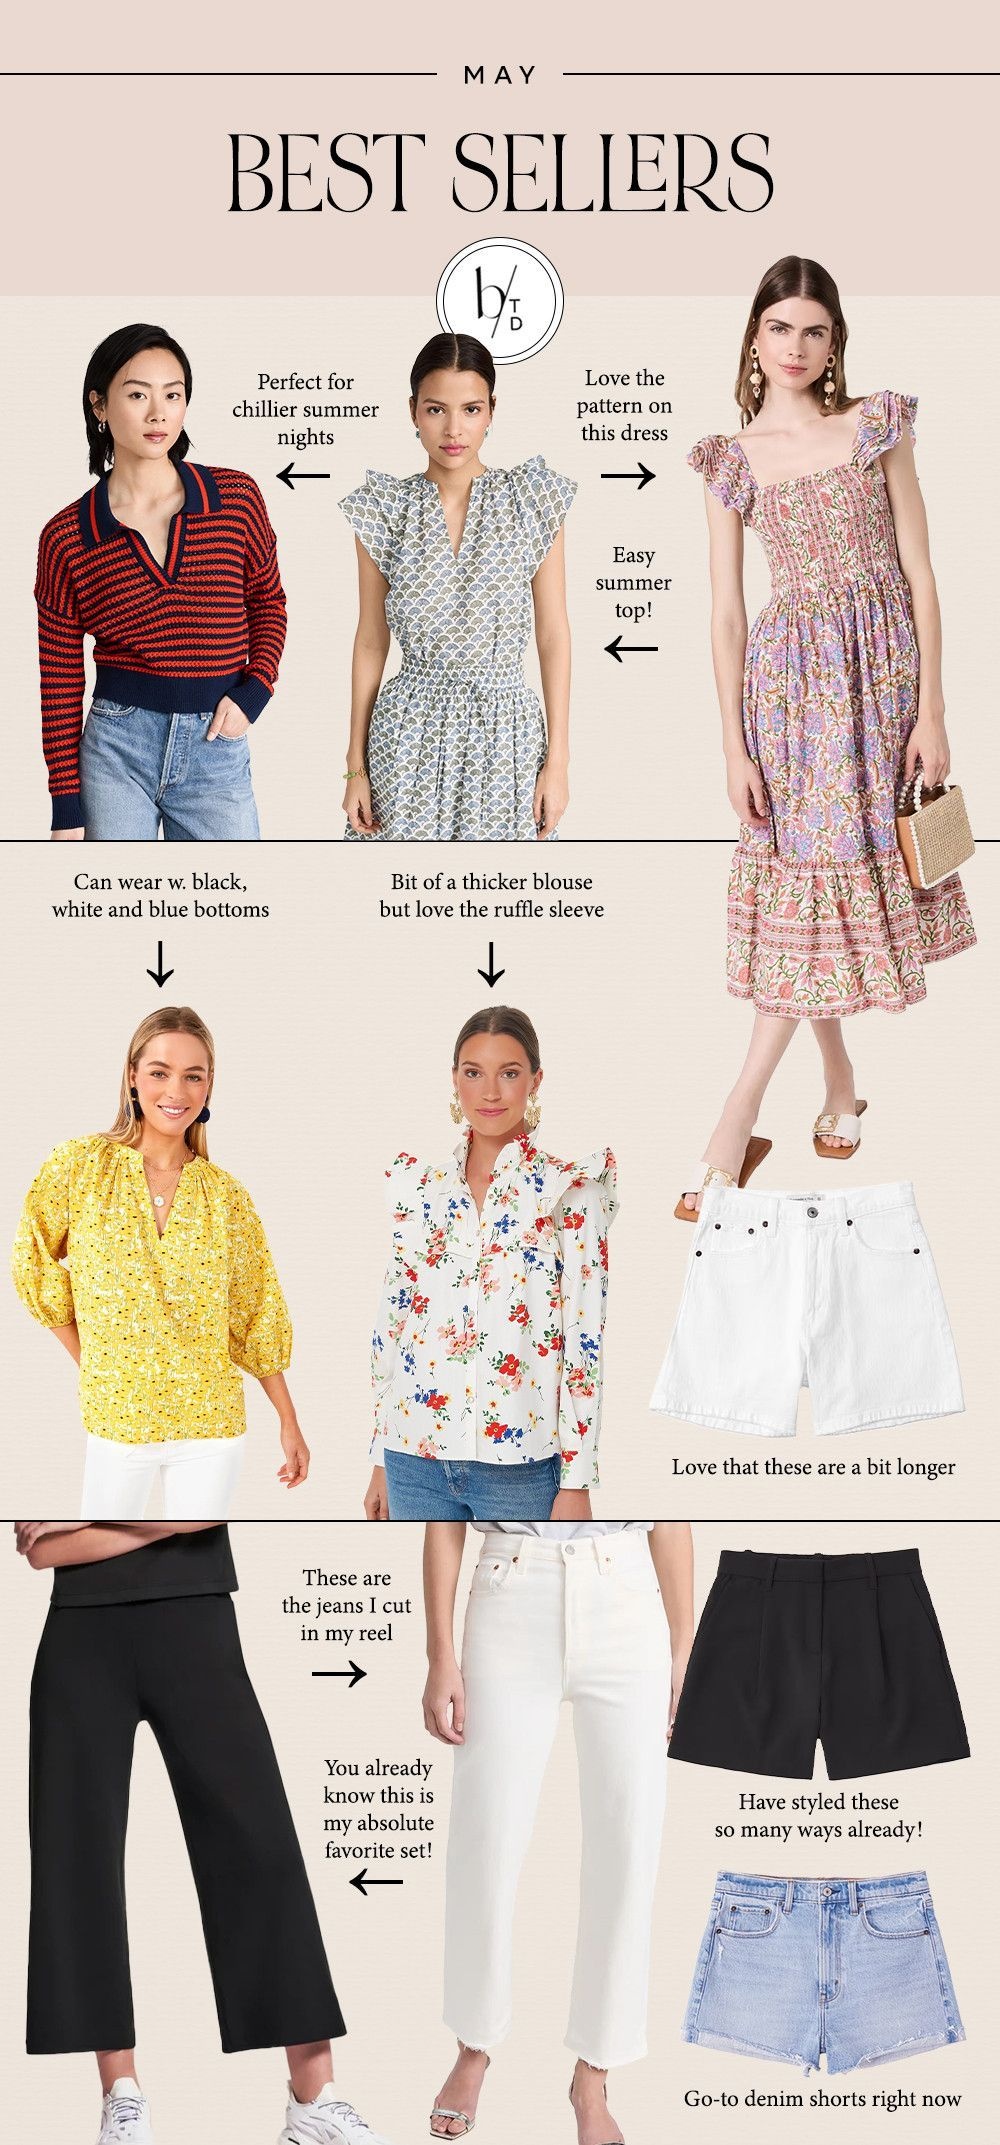 MAY
BEST SELLERS
b/TD
Perfect for
chillier summer
nights
Love the
pattern on
this dress
Easy
summer
top!
Can wear w. black,
white and blue bottoms
Bit of a thicker blouse
but love the ruffle sleeve
Love that these are a bit longer
These are
the jeans I cut
in my reel
You already
know this is
my absolute
favorite set!
Have styled these
so many ways already!
Go-to denim shorts right now